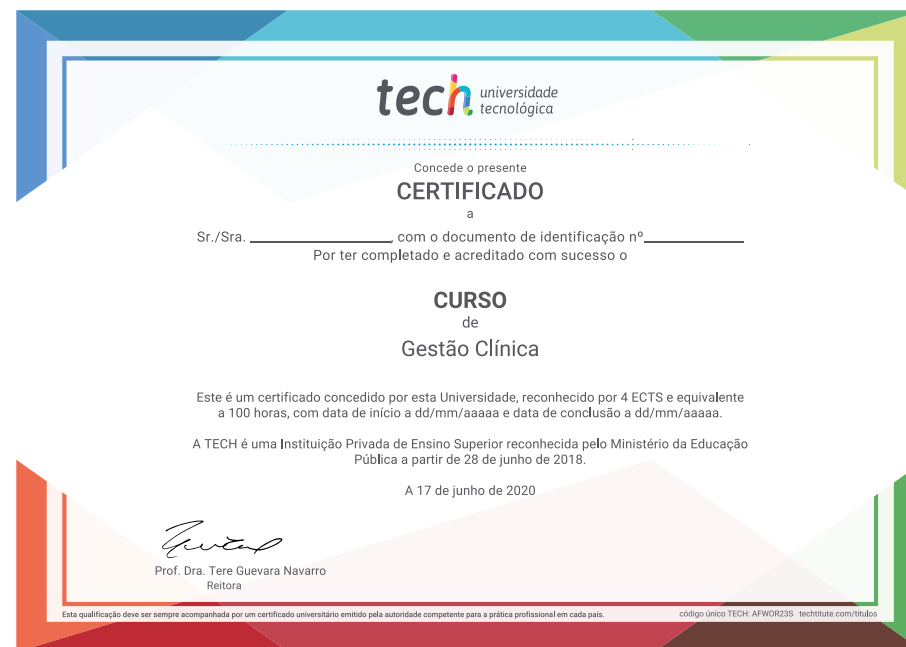 tech universidade
tecnológica
Concede o presente
CERTIFICADO
a
Sr./Sra. ____________, com o documento de identificação nº____________
Por ter completado e acreditado com sucesso o
CURSO
de
Gestão Clínica
Este é um certificado concedido por esta Universidade, reconhecido por 4 ECTS e equivalente
a 100 horas, com data de início a dd/mm/aaaaa e data de conclusão a dd/mm/aaaaa.
A TECH é uma Instituição Privada de Ensino Superior reconhecida pelo Ministério da Educação
Pública a partir de 28 de junho de 2018.
A 17 de junho de 2020
Prof. Dra. Tere Guevara Navarro
Reitora
Esta qualificação deve ser sempre acompanhada por um certificado universitário emitido pela autoridade competente para a prática profissional em cada país.
código único TECH: AFWOR23S techtitute.com/títulos